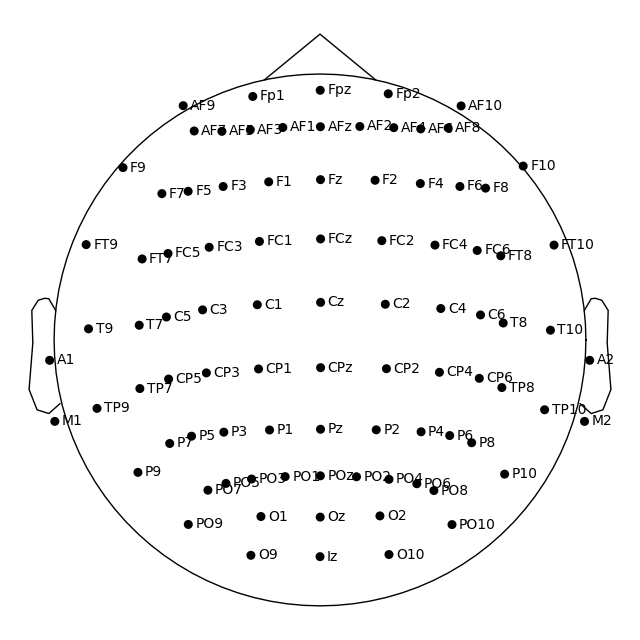 Fp1 Fpz Fp2
AF9 AF10
AF7 AF5 AF3 AF1 AFz AF2 AF4 AF6 AF8
F9 F10
F7 F5 F3 F1 Fz F2 F4 F6 F8
FT9 FT7 FC5 FC3 FC1 FCz FC2 FC4 FC6 FT8 FT10
T9 T7 C5 C3 C1 Cz C2 C4 C6 T8 T10
A1 A2
TP9 TP7 CP5 CP3 CP1 CPz CP2 CP4 CP6 TP8 TP10
M1 M2
P7 P5 P3 P1 Pz P2 P4 P6 P8
P9 P10
PO7 PO5 PO3 PO1 POz PO2 PO4 PO6 PO8
PO9 O1 Oz O2 PO10
O9 Iz O10